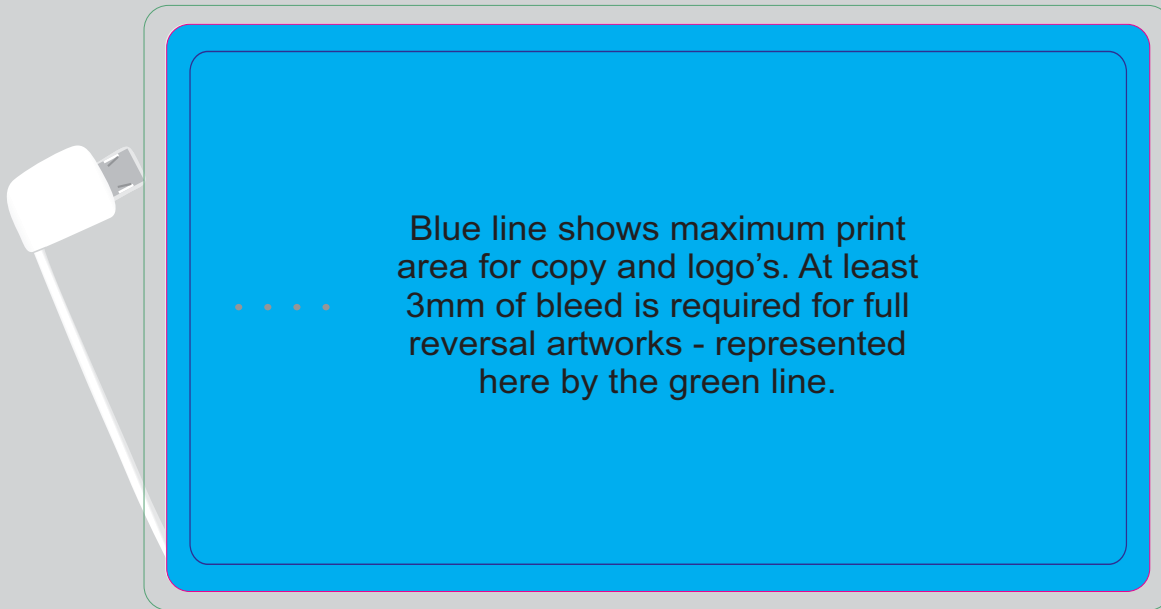 Blue line shows maximum print
area for copy and logo’s. At least
3mm of bleed is required for full
reversal artworks - represented
here by the green line.